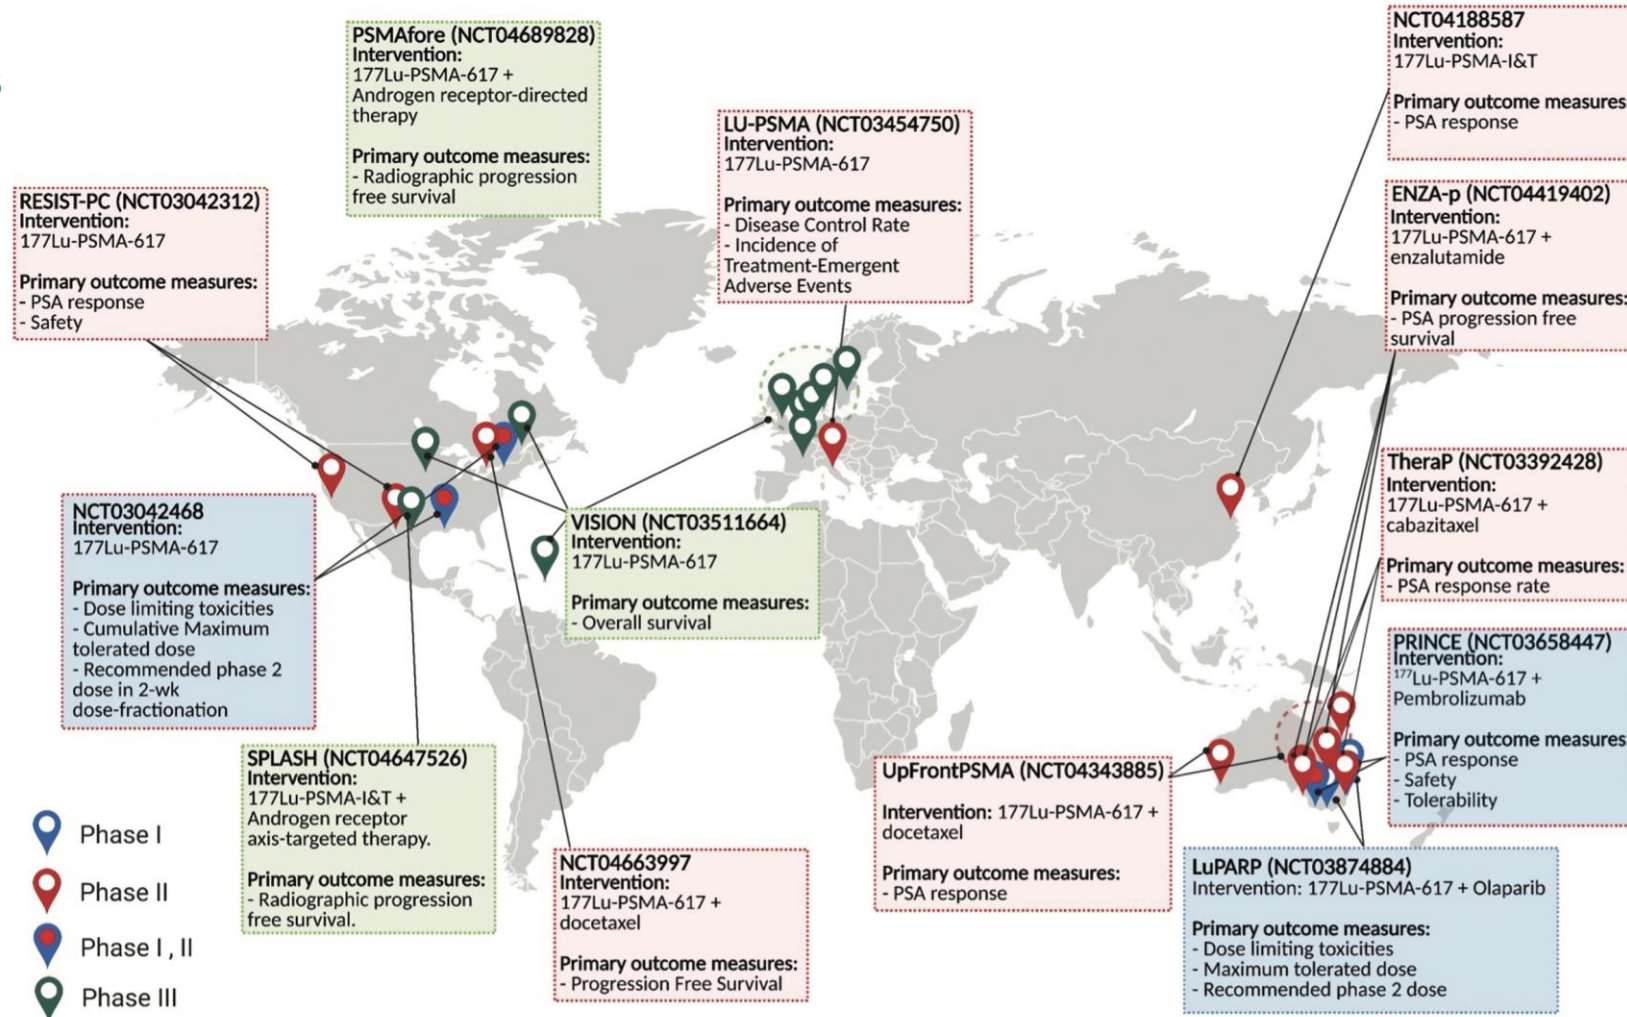 PSMAfore (NCT04689828)
Intervention:
177Lu-PSMA-617 +
Androgen receptor-directed
therapy
Primary outcome measures:
- Radiographic progression
free survival
NCT04188587
Intervention:
177Lu-PSMA-I&T
Primary outcome measures:
- PSA response
LU-PSMA (NCT03454750)
Intervention:
177Lu-PSMA-617
Primary outcome measures:
- Disease Control Rate
- Incidence of
Treatment-Emergent
Adverse Events
RESIST-PC (NCT03042312)
Intervention:
177Lu-PSMA-617
Primary outcome measures:
- PSA response
- Safety
ENZA-p (NCT04419402)
Intervention:
177Lu-PSMA-617 +
enzalutamide
Primary outcome measures:
- PSA progression free
survival
TheraP (NCT03392428)
Intervention:
177Lu-PSMA-617 +
cabazitaxel
Primary outcome measures:
- PSA response rate
NCT03042468
Intervention:
177Lu-PSMA-617
Primary outcome measures:
- Dose limiting toxicities
- Cumulative Maximum
tolerated dose
- Recommended phase 2
dose in 2-wk
dose-fractionation
VISION (NCT03511664)
Intervention:
177Lu-PSMA-617
Primary outcome measures:
- Overall survival
PRINCE (NCT03658447)
Intervention:
¹⁷⁷Lu-PSMA-617 +
Pembrolizumab
Primary outcome measures
- PSA response
- Safety
- Tolerability
SPLASH (NCT04647526)
Intervention:
177Lu-PSMA-I&T +
Androgen receptor
axis-targeted therapy.
Primary outcome measures:
- Radiographic progression
free survival.
UpFrontPSMA (NCT04343885)
Intervention: 177Lu-PSMA-617 +
docetaxel
Primary outcome measures:
- PSA response
NCT04663997
Intervention:
177Lu-PSMA-617 +
docetaxel
Primary outcome measures:
- Progression Free Survival
LuPARP (NCT03874884)
Intervention: 177Lu-PSMA-617 + Olaparib
Primary outcome measures:
- Dose limiting toxicities
- Maximum tolerated dose
- Recommended phase 2 dose
Phase I
Phase II
Phase I , II
Phase III